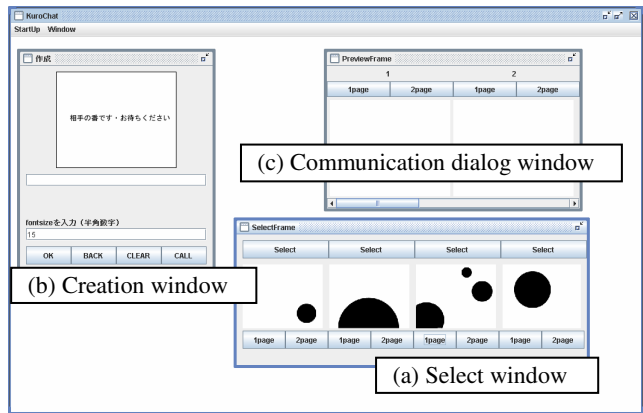 KuroChat
StartUp Window
作成
相手の番です・お待ちください
fontsizeを入力（半角数字）
15
OK BACK CLEAR CALL
(b) Creation window
PreviewFrame
1 2
1page 2page 1page 2page
(c) Communication dialog window
SelectFrame
Select Select Select Select
1page 2page 1page 2page 1page 2page 1page 2page
(a) Select window